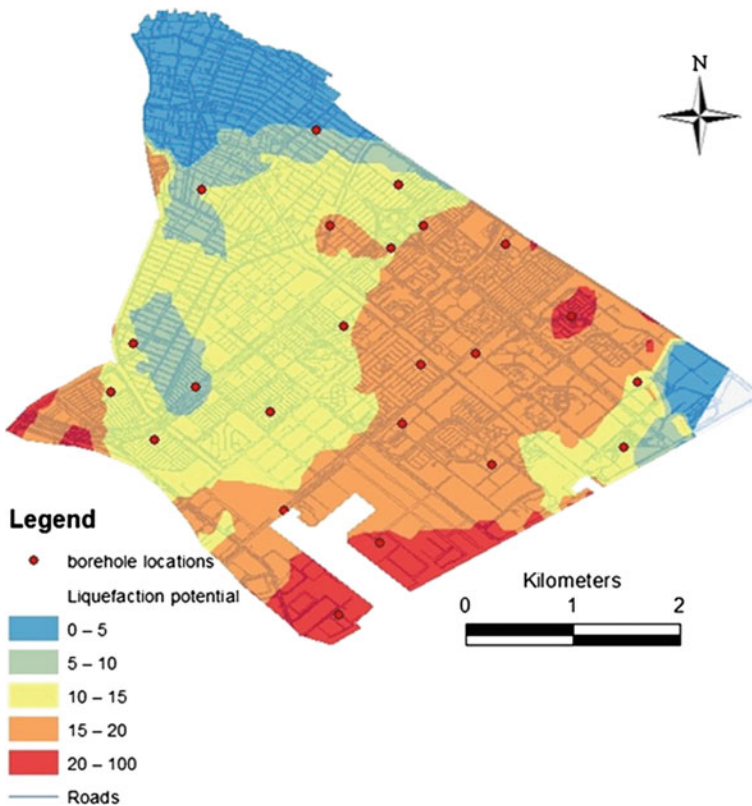 N
Legend
borehole locations
Liquefaction potential
0 – 5
5 – 10
10 – 15
15 – 20
20 – 100
Roads
Kilometers
0 1 2